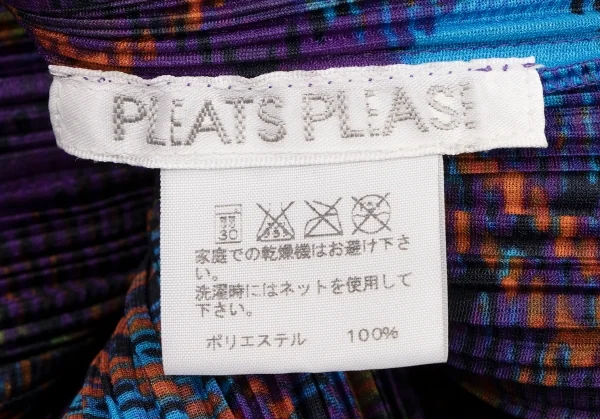 PLEATS PLEASE
30
家庭での乾燥機はお避け下さ
い。
洗濯時にはネットを使用して
下さい。
ポリエステル 100%